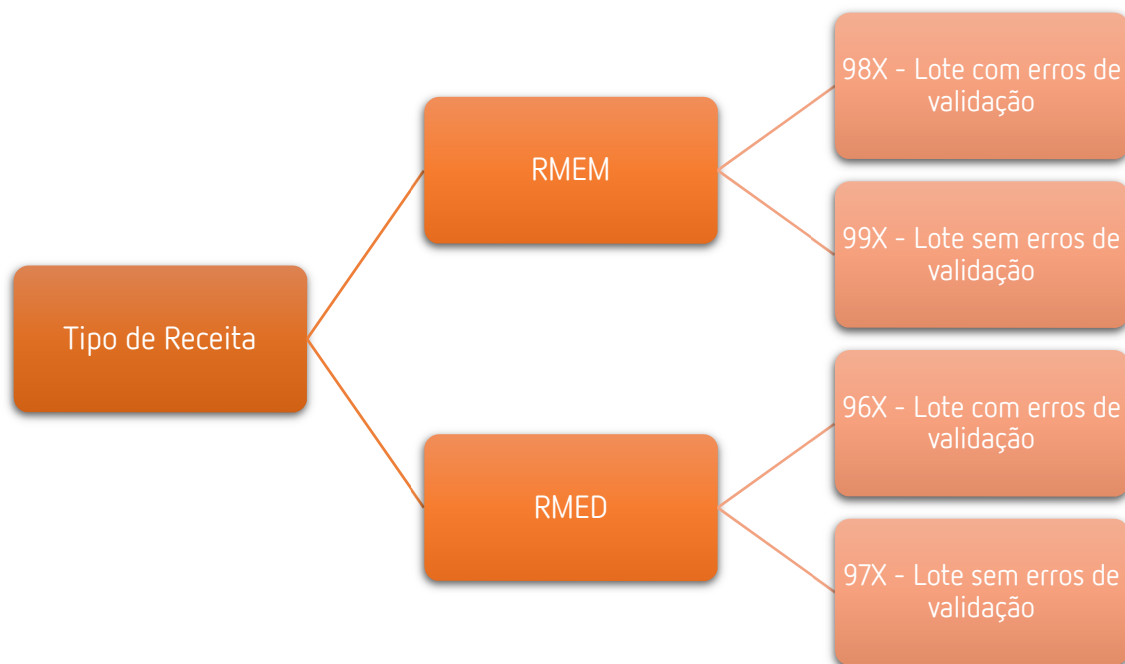 98X - Lote com erros de
validação
RMEM
99X - Lote sem erros de
validação
Tipo de Receita
96X - Lote com erros de
validação
RMED
97X - Lote sem erros de
validação